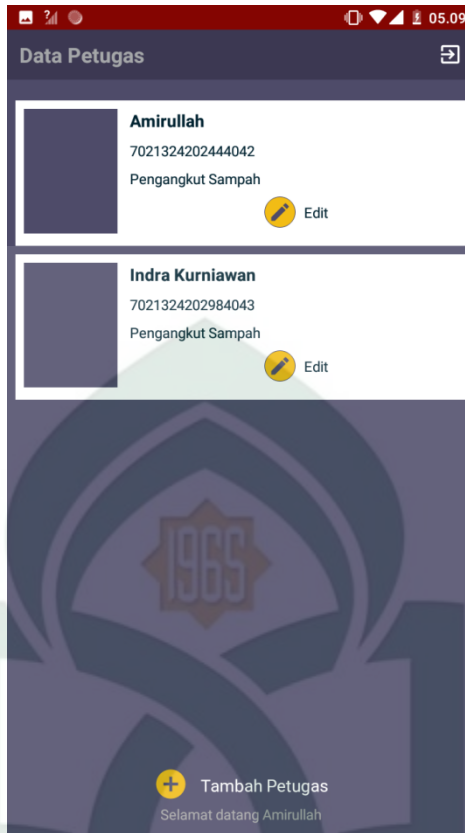 05.09
Data Petugas
Amirullah
7021324202444042
Pengangkut Sampah
Edit
Indra Kurniawan
7021324202984043
Pengangkut Sampah
Edit
1965
Tambah Petugas
Selamat datang Amirullah